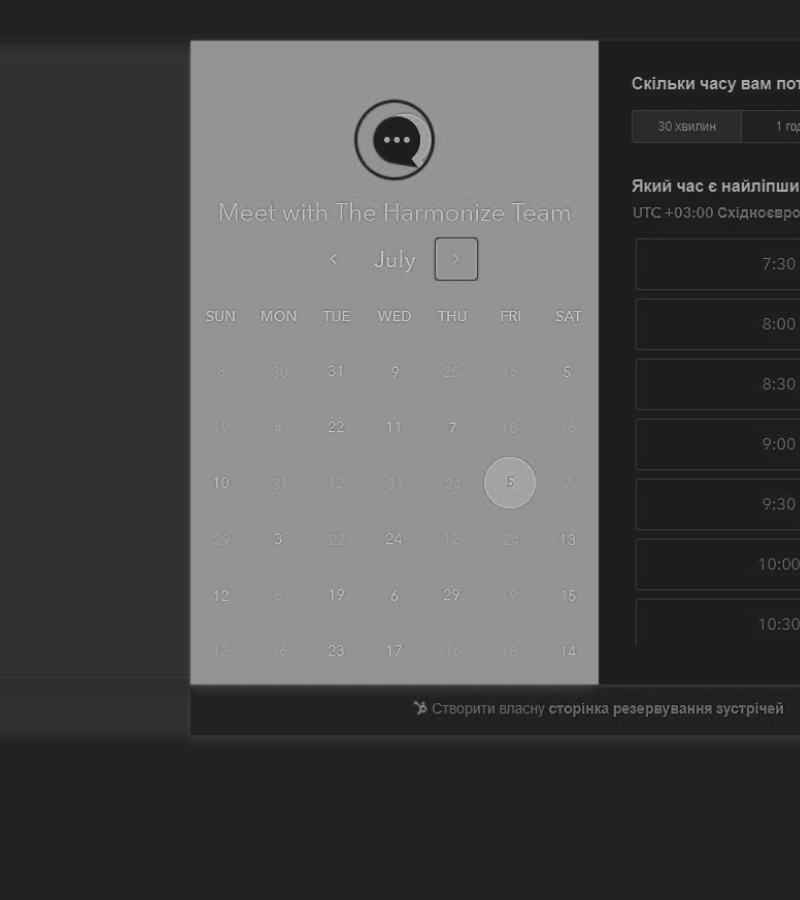 Meet with The Harmonize Team
July
SUN MON TUE WED THU FRI SAT
8 30 31 9 25 15 5
19 4 22 11 7 18 16
10 31 12 31 24 5 7
29 3 22 24 12 24 13
12 6 19 6 29 19 15
12 16 23 17 16 18 14
Скільки часу вам
30 хвилин 1
Який час є
UTC +03:00
7:30
8:00
8:30
9:00
9:30
10:00
10:30
Створити власну сторінка резервування зустрічей